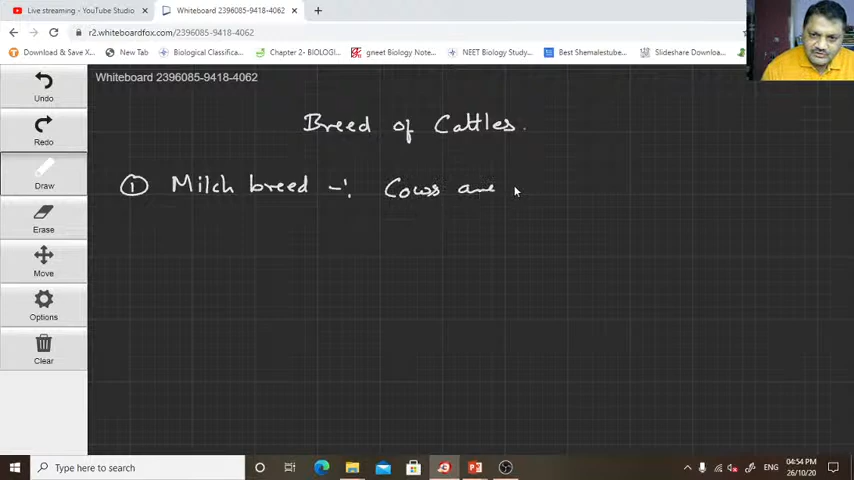 Live streaming - YouTube Studio
Whiteboard 2396085-9418-4062
r2.whiteboardfox.com/2396085-9418-4062
Download & Save X...
New Tab
Biological Classific...
Chapter 2- BIOLOGI...
gneet Biology Note...
NEET Biology Study...
Best Shemalestube...
Slideshare Downloa...
Whiteboard 2396085-9418-4062
Undo
Redo
Draw
Erase
Move
Options
Clear
Breed of Cattles.
① Milch breed -: Cows are
Type here to search
ENG
04:54 PM
26/10/20